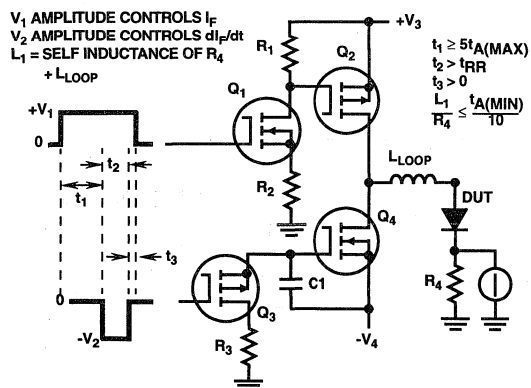 V1 AMPLITUDE CONTROLS IF
V2 AMPLITUDE CONTROLS dIF/dt
L1 = SELF INDUCTANCE OF R4
+ LLOOP
+V3
t1 ≥ 5tA(MAX)
t2 > tRR
t3 > 0
L1/R4 ≤ tA(MIN)/10
R1
Q2
Q1
+V1
0
t2
t1
t3
R2
LLOOP
DUT
Q4
0
-V2
C1
R4
Q3
R3
-V4